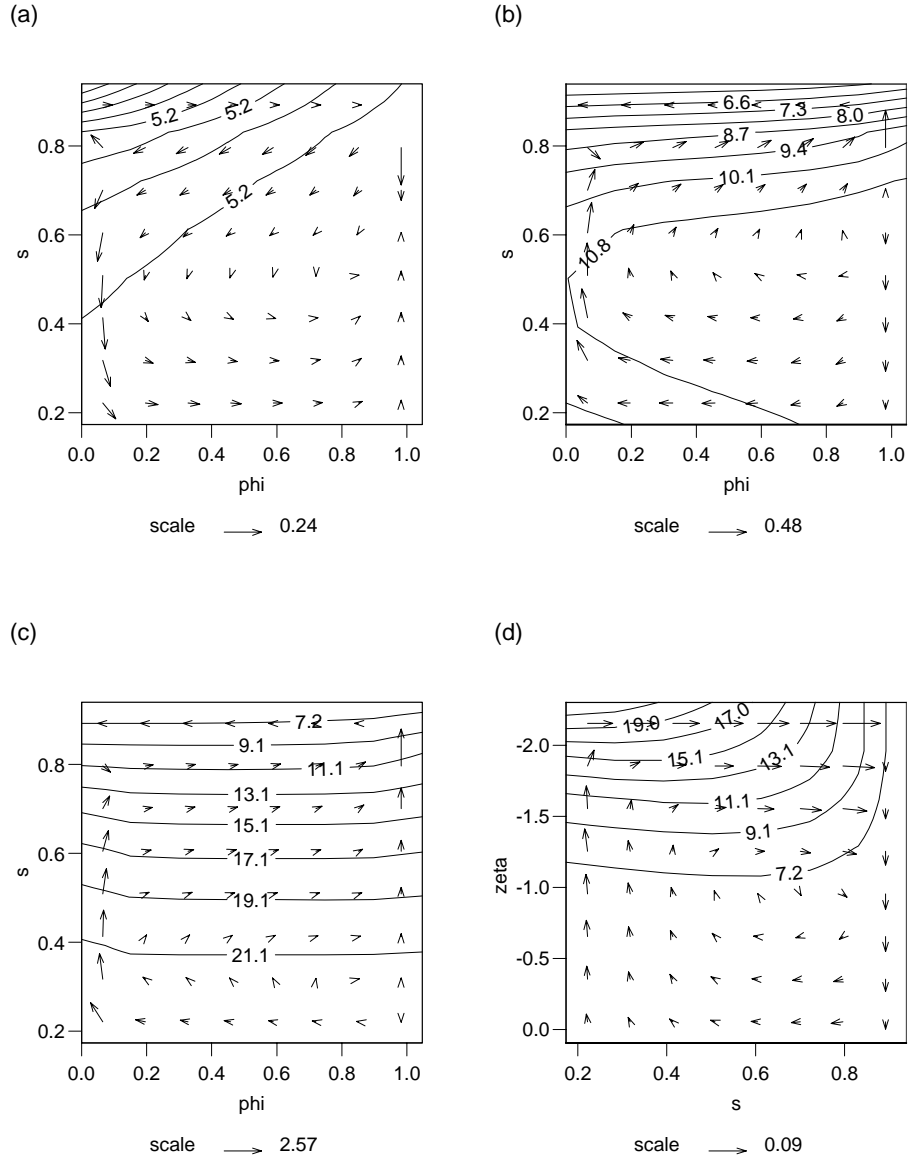 (a)
(b)
s
0.8
0.6
0.4
0.2
5.2
5.2
5.2
0.0 0.2 0.4 0.6 0.8 1.0
phi
scale 0.24
s
0.8
0.6
0.4
0.2
6.6
7.3
8.0
8.7
9.4
10.1
10.8
0.0 0.2 0.4 0.6 0.8 1.0
phi
scale 0.48
(c)
(d)
s
0.8
0.6
0.4
0.2
7.2
9.1
11.1
13.1
15.1
17.1
19.1
21.1
0.0 0.2 0.4 0.6 0.8 1.0
phi
scale 2.57
zeta
-2.0
-1.5
-1.0
-0.5
0.0
19.0
17.0
15.1
13.1
11.1
9.1
7.2
0.2 0.4 0.6 0.8
s
scale 0.09